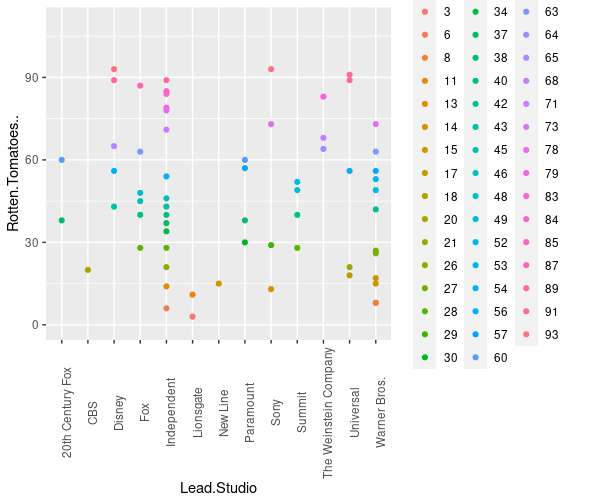 Rotten.Tomatoes..
90
60
30
0
20th Century Fox
CBS
Disney
Fox
Independent
Lionsgate
New Line
Paramount
Sony
Summit
The Weinstein Company
Universal
Warner Bros.
Lead.Studio
3 34 63
6 37 64
8 38 65
11 40 68
13 42 71
14 43 73
15 45 78
17 46 79
18 48 83
20 49 84
21 52 85
26 53 87
27 54 89
28 56 91
29 57 93
30 60